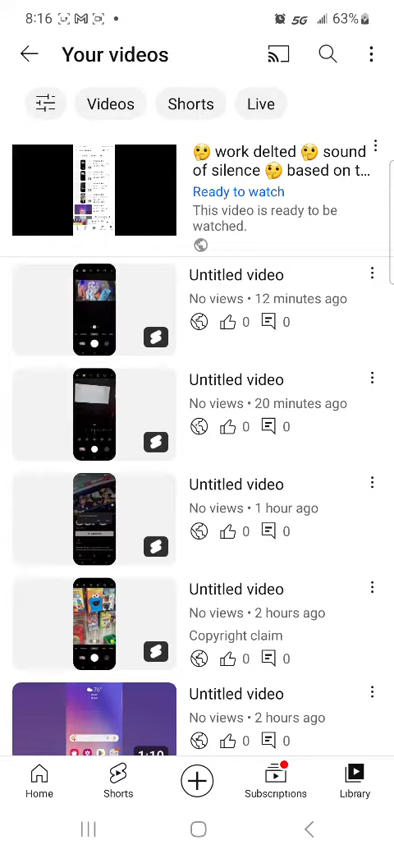 8:16
5G
63%
Your videos
Videos
Shorts
Live
🤔 work delted 🤔 sound
of silence 🤔 based on t...
Ready to watch
This video is ready to be
watched.
Untitled video
No views • 12 minutes ago
0 0
Untitled video
No views • 20 minutes ago
0 0
Untitled video
No views • 1 hour ago
0 0
Untitled video
No views • 2 hours ago
Copyright claim
0 0
76°
1:10
Untitled video
No views • 2 hours ago
0 0
Home
Shorts
Subscriptions
Library